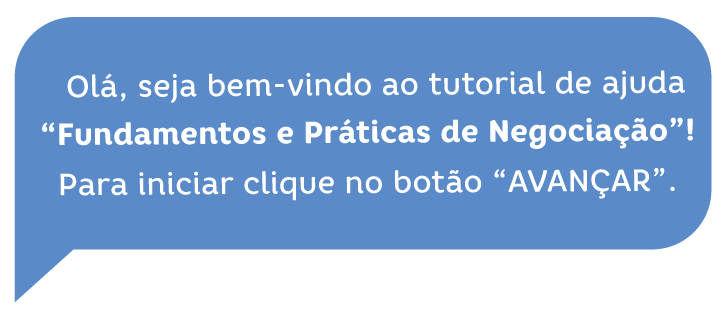 Olá, seja bem-vindo ao tutorial de ajuda
“Fundamentos e Práticas de Negociação”!
Para iniciar clique no botão “AVANÇAR”.